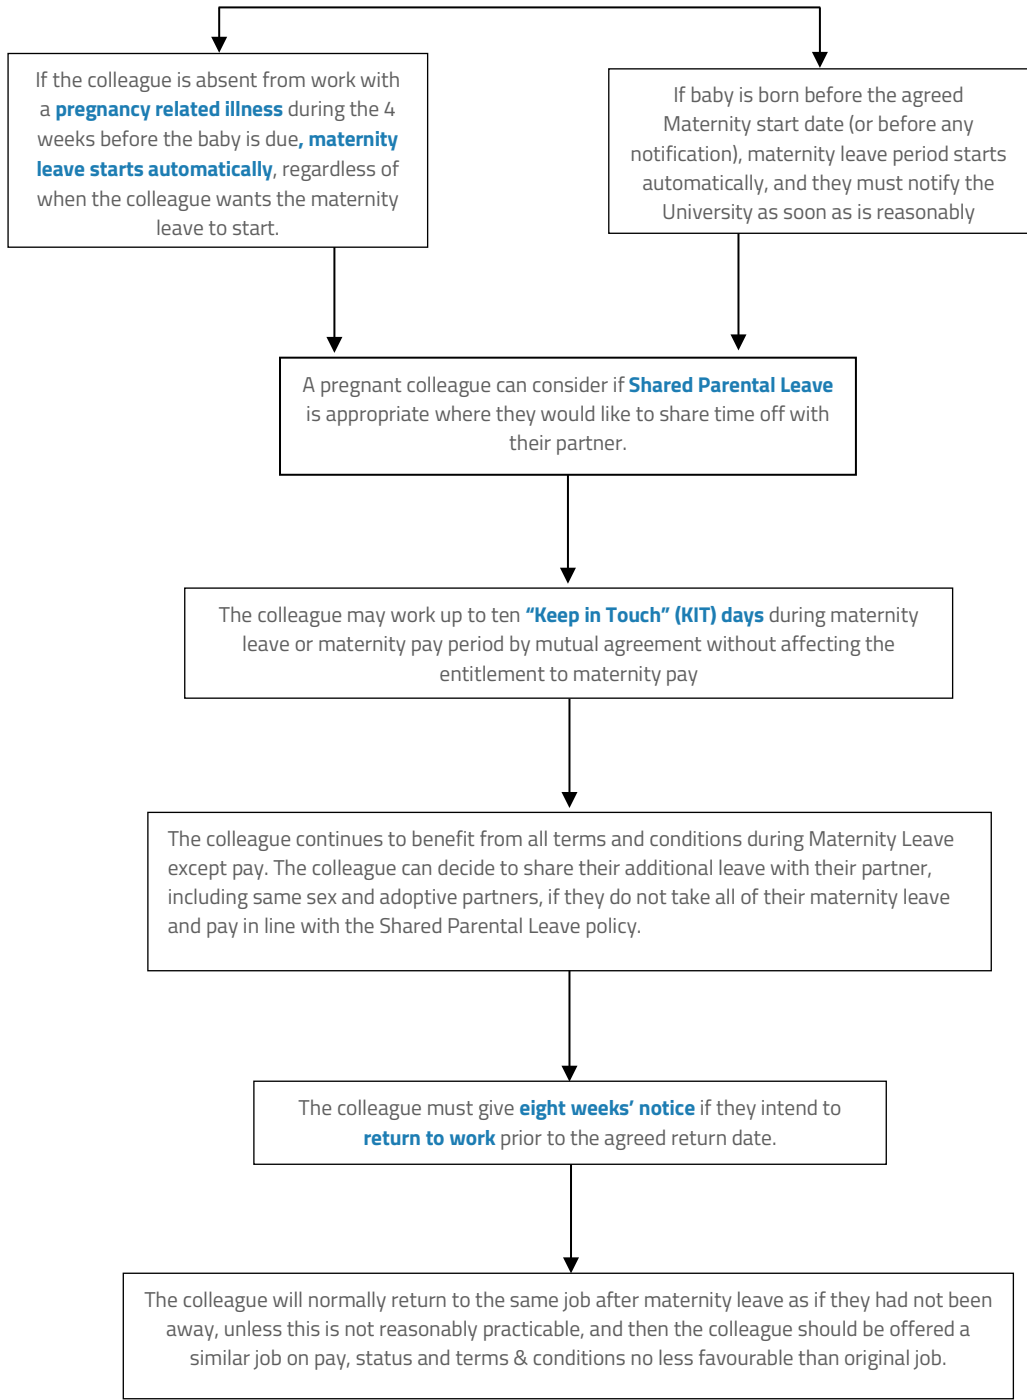 If the colleague is absent from work with
a pregnancy related illness during the 4
weeks before the baby is due, maternity
leave starts automatically, regardless of
when the colleague wants the maternity
leave to start.
If baby is born before the agreed
Maternity start date (or before any
notification), maternity leave period starts
automatically, and they must notify the
University as soon as is reasonably
A pregnant colleague can consider if Shared Parental Leave
is appropriate where they would like to share time off with
their partner.
The colleague may work up to ten “Keep in Touch” (KIT) days during maternity
leave or maternity pay period by mutual agreement without affecting the
entitlement to maternity pay
The colleague continues to benefit from all terms and conditions during Maternity Leave
except pay. The colleague can decide to share their additional leave with their partner,
including same sex and adoptive partners, if they do not take all of their maternity leave
and pay in line with the Shared Parental Leave policy.
The colleague must give eight weeks’ notice if they intend to
return to work prior to the agreed return date.
The colleague will normally return to the same job after maternity leave as if they had not been
away, unless this is not reasonably practicable, and then the colleague should be offered a
similar job on pay, status and terms & conditions no less favourable than original job.